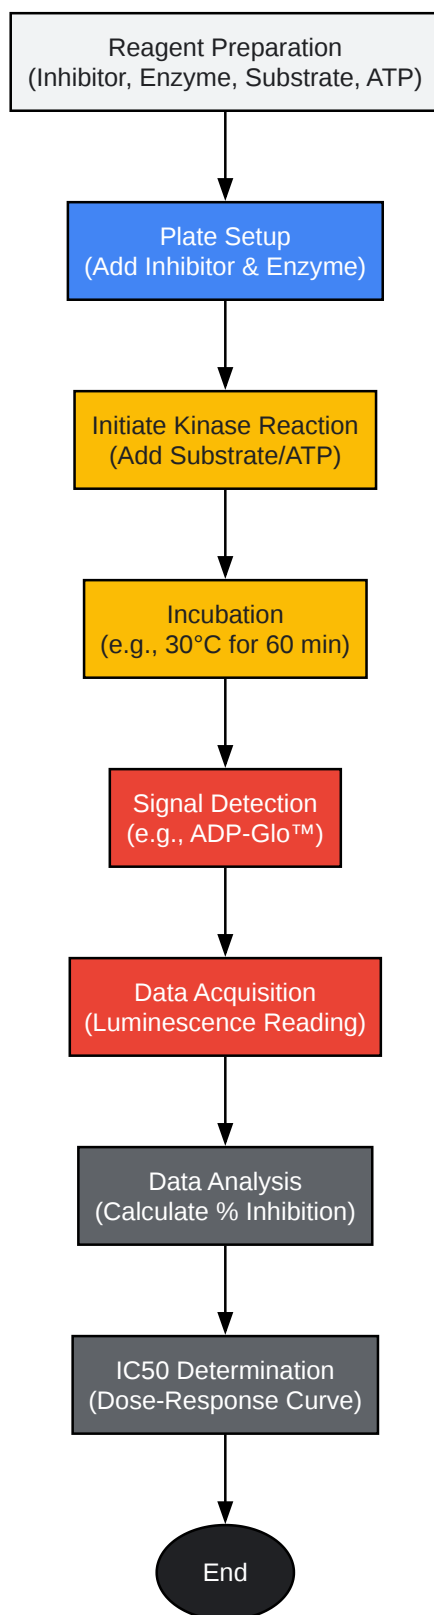 Reagent Preparation
(Inhibitor, Enzyme, Substrate, ATP)
Plate Setup
(Add Inhibitor & Enzyme)
Initiate Kinase Reaction
(Add Substrate/ATP)
Incubation
(e.g., 30°C for 60 min)
Signal Detection
(e.g., ADP-Glo™)
Data Acquisition
(Luminescence Reading)
Data Analysis
(Calculate % Inhibition)
IC50 Determination
(Dose-Response Curve)
End